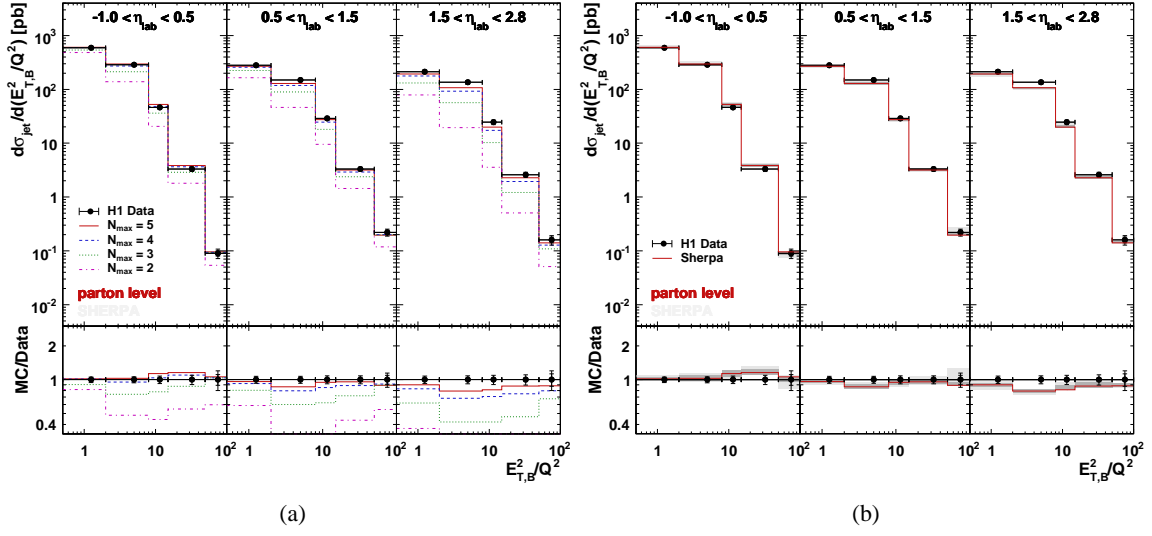 -1.0 < η_lab < 0.5
0.5 < η_lab < 1.5
1.5 < η_lab < 2.8
dσ_jet/d(E²_T,B/Q²) [pb]
10³
10²
10
1
10⁻¹
10⁻²
H1 Data
N_max = 5
N_max = 4
N_max = 3
N_max = 2
parton level
SHERPA
MC/Data
2
1
0.4
1 10 1 10 1 10 10²
E²_T,B/Q²
(a)
-1.0 < η_lab < 0.5
0.5 < η_lab < 1.5
1.5 < η_lab < 2.8
dσ_jet/d(E²_T,B/Q²) [pb]
10³
10²
10
1
10⁻¹
10⁻²
H1 Data
Sherpa
parton level
SHERPA
MC/Data
2
1
0.4
1 10 1 10 1 10 10²
E²_T,B/Q²
(b)